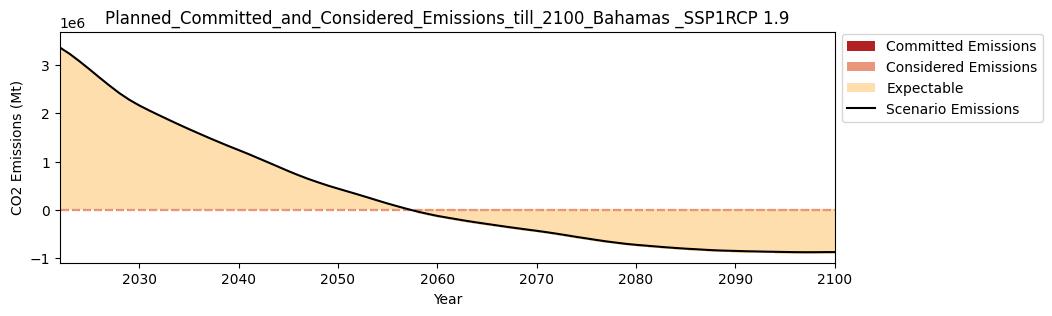 Planned_Committed_and_Considered_Emissions_till_2100_Bahamas _SSP1RCP 1.9
1e6
3
2
1
0
−1
CO2 Emissions (Mt)
2030 2040 2050 2060 2070 2080 2090 2100
Year
Committed Emissions
Considered Emissions
Expectable
Scenario Emissions